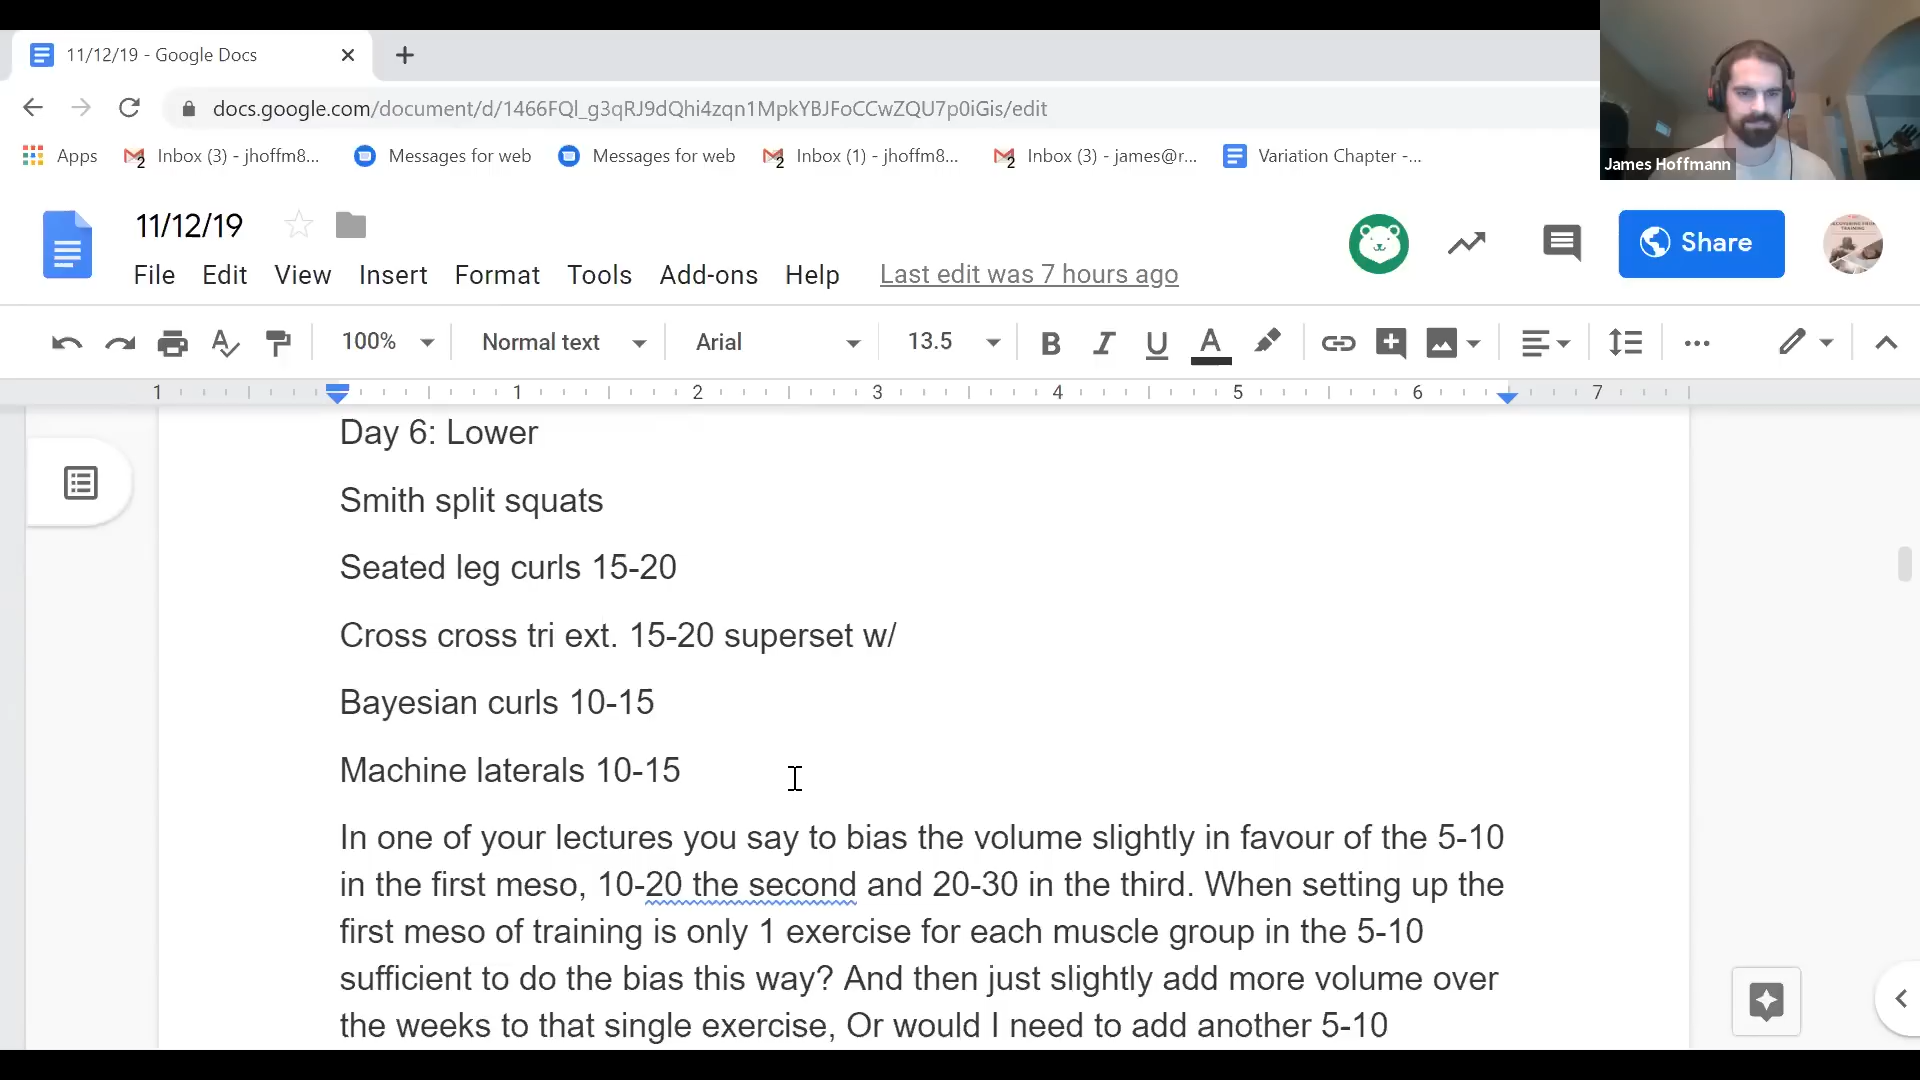 11/12/19 - Google Docs
docs.google.com/document/d/1466FQl_g3qRJ9dQhi4zqn1MpkYBJFoCCwZQU7p0iGis/edit
James Hoffmann
Apps
Inbox (3) - jhoffm8...
Messages for web
Messages for web
Inbox (1) - jhoffm8...
Inbox (3) - james@r...
Variation Chapter -...
11/12/19
Share
File Edit View Insert Format Tools Add-ons Help Last edit was 7 hours ago
100% Normal text Arial 13.5 B I U A
1 1 2 3 4 5 6 7
Day 6: Lower
Smith split squats
Seated leg curls 15-20
Cross cross tri ext. 15-20 superset w/
Bayesian curls 10-15
Machine laterals 10-15
In one of your lectures you say to bias the volume slightly in favour of the 5-10
in the first meso, 10-20 the second and 20-30 in the third. When setting up the
first meso of training is only 1 exercise for each muscle group in the 5-10
sufficient to do the bias this way? And then just slightly add more volume over
the weeks to that single exercise, Or would I need to add another 5-10